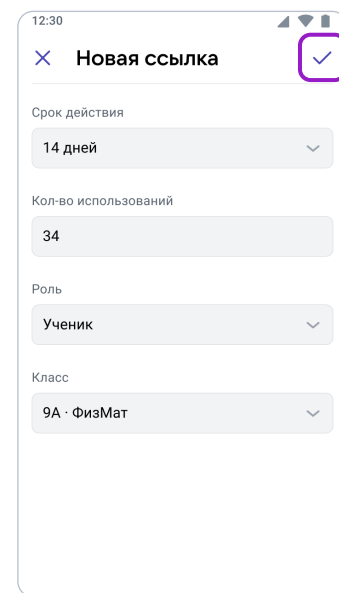 12:30
Новая ссылка
Срок действия
14 дней
Кол-во использований
34
Роль
Ученик
Класс
9А · ФизМат